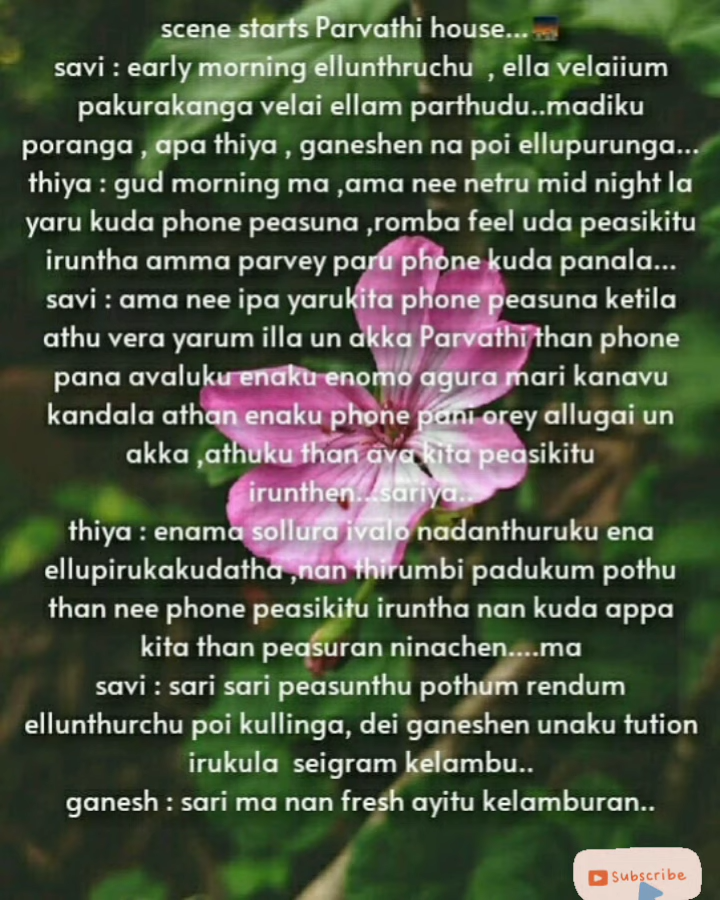 scene starts Parvathi house...
savi : early morning ellunthruchu , ella velaiium
pakurakanga velai ellam parthudu..madiku
poranga , apa thiya , ganeshen na poi ellupurunga...
thiya : gud morning ma ,ama nee netru mid night la
yaru kuda phone peasuna ,romba feel uda peasikitu
iruntha amma parvey paru phone kuda panala...
savi : ama nee ipa yarukita phone peasuna ketila
athu vera yarum illa un akka Parvathi than phone
pana avaluku enaku enomo agura mari kanavu
kandala athan enaku phone pani orey allugai un
akka ,athuku than ava kita peasikitu
irunthen...sariya..
thiya : enama sollura ivalo nadanthuruku ena
ellupirukakudatha ,nan thirumbi padukum pothu
than nee phone peasikitu iruntha nan kuda appa
kita than peasuran ninachen....ma
savi : sari sari peasunthu pothum rendum
ellunthurchu poi kullinga, dei ganeshen unaku tution
irukula seigram kelambu..
ganesh : sari ma nan fresh ayitu kelamburan..
Subscribe